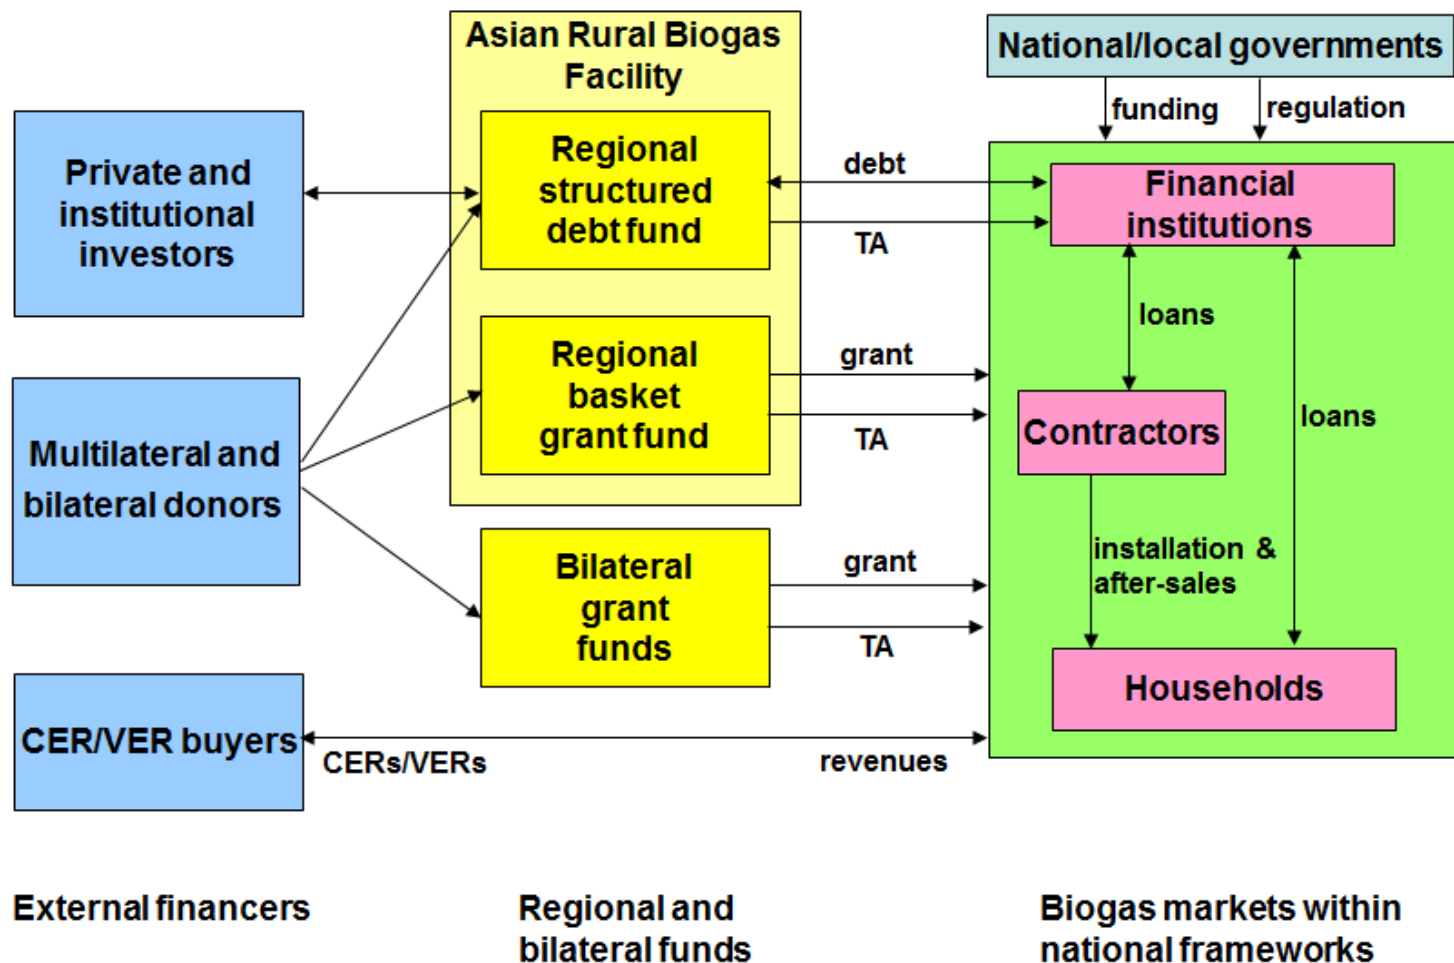 Asian Rural Biogas
Facility
National/local governments
funding
regulation
Private and
institutional
investors
Regional
structured
debt fund
debt
TA
Financial
institutions
loans
loans
Multilateral and
bilateral donors
Regional
basket
grant fund
grant
TA
Contractors
installation &
after-sales
Bilateral
grant
funds
grant
TA
Households
CER/VER buyers
CERs/VERs
revenues
External financers
Regional and
bilateral funds
Biogas markets within
national frameworks